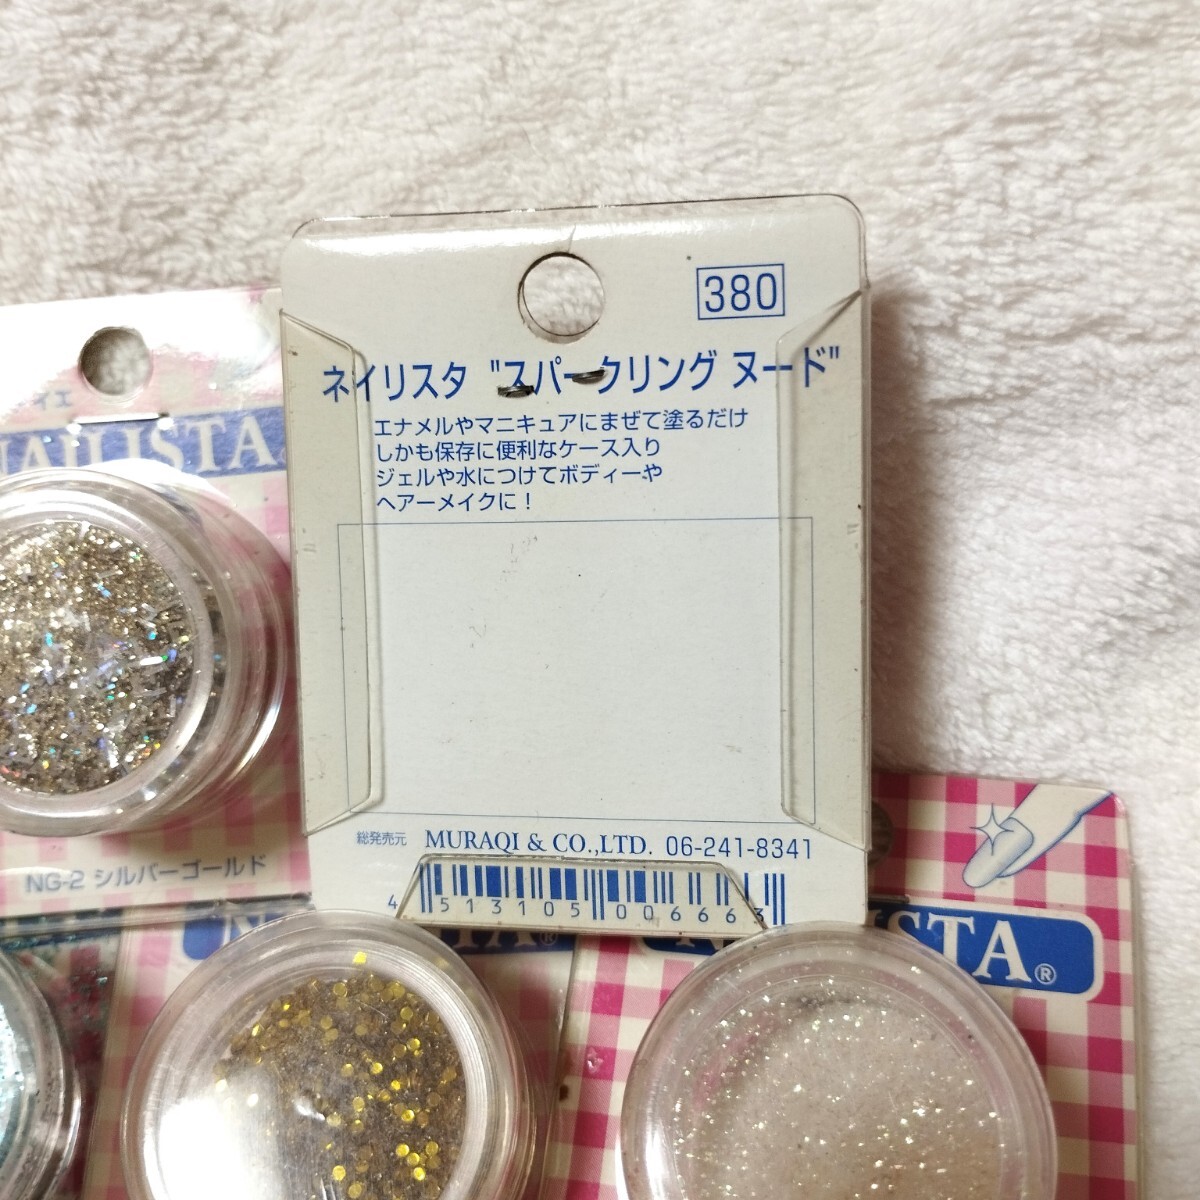 380
ネイリスタ "スパークリング ヌード"
エナメルやマニキュアにまぜて塗るだけ
しかも保存に便利なケース入り
ジェルや水につけてボディーや
ヘアーメイクに！
総発売元 MURAQI & CO.,LTD. 06-241-8341
4 513105 006663
NAILISTA
NG-2 シルバーゴールド